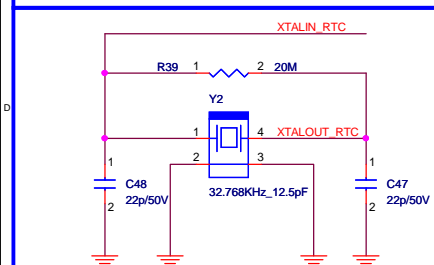 XTALIN_RTC
R39 1 2 20M
Y2
D
1 4 XTALOUT_RTC
2 3
1 1
C48 C47
32.768KHz_12.5pF
22p/50V 22p/50V
2 2